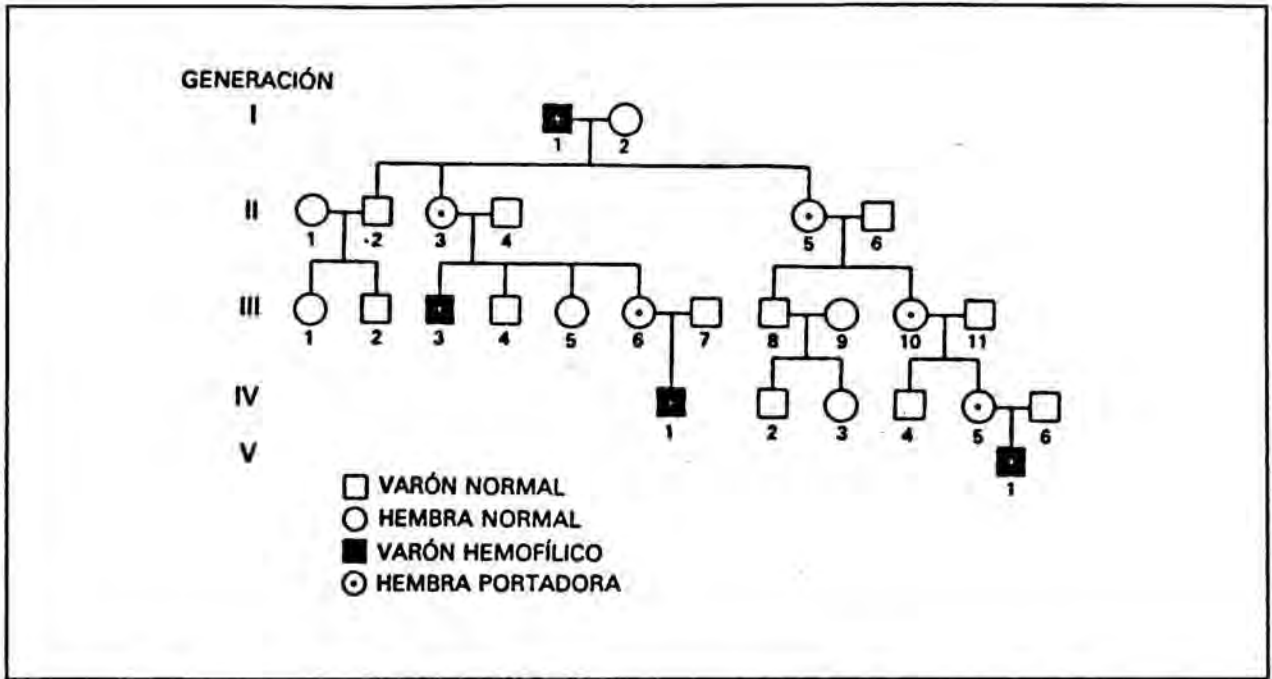 GENERACIÓN
I
1 2
II
1 2 3 4 5 6
III
1 2 3 4 5 6 7 8 9 10 11
IV
1 2 3 4 5 6
V
1
VARÓN NORMAL
HEMBRA NORMAL
VARÓN HEMOFÍLICO
HEMBRA PORTADORA